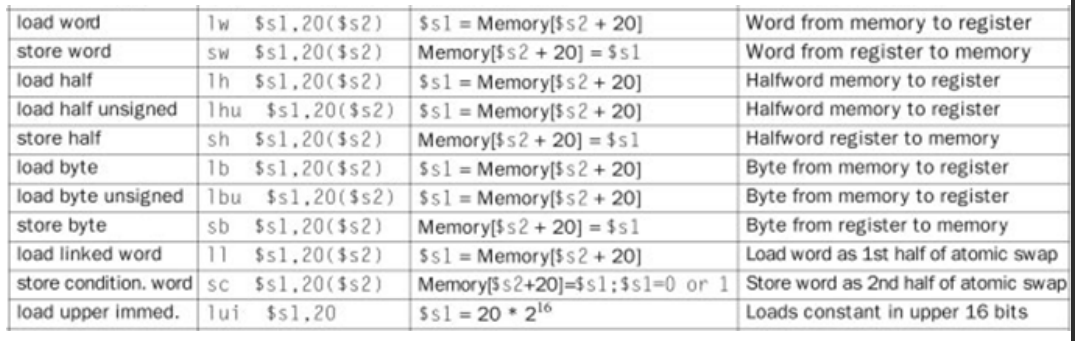 load word lw $s1,20($s2) $s1 = Memory[$s2 + 20] Word from memory to register
store word sw $s1,20($s2) Memory[$s2 + 20] = $s1 Word from register to memory
load half lh $s1,20($s2) $s1 = Memory[$s2 + 20] Halfword memory to register
load half unsigned lhu $s1,20($s2) $s1 = Memory[$s2 + 20] Halfword memory to register
store half sh $s1,20($s2) Memory[$s2 + 20] = $s1 Halfword register to memory
load byte lb $s1,20($s2) $s1 = Memory[$s2 + 20] Byte from memory to register
load byte unsigned lbu $s1,20($s2) $s1 = Memory[$s2 + 20] Byte from memory to register
store byte sb $s1,20($s2) Memory[$s2 + 20] = $s1 Byte from register to memory
load linked word ll $s1,20($s2) $s1 = Memory[$s2 + 20] Load word as 1st half of atomic swap
store condition. word sc $s1,20($s2) Memory[$s2+20]=$s1;$s1=0 or 1 Store word as 2nd half of atomic swap
load upper immed. lui $s1,20 $s1 = 20 * 2¹⁶ Loads constant in upper 16 bits